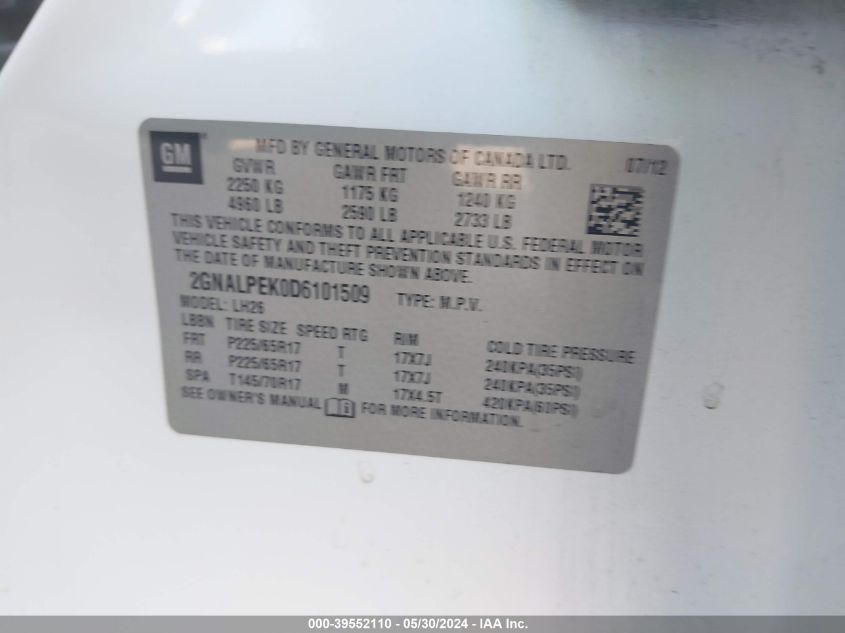 GM
MFD BY GENERAL MOTORS OF CANADA LTD. 07/12
GVWR GAWR FRT GAWR RR
2250 KG 1175 KG 1240 KG
4960 LB 2590 LB 2733 LB
THIS VEHICLE CONFORMS TO ALL APPLICABLE U.S. FEDERAL MOTOR
VEHICLE SAFETY AND THEFT PREVENTION STANDARDS IN EFFECT ON
THE DATE OF MANUFACTURE SHOWN ABOVE.
2GNALPEK0D6101509 TYPE: M.P.V.
MODEL: LH26
LBBN TIRE SIZE SPEED RTG RIM COLD TIRE PRESSURE
FRT P225/65R17 T 17X7J 240KPA(35PSI)
RR P225/65R17 T 17X7J 240KPA(35PSI)
SPA T145/70R17 M 17X4.5T 420KPA(60PSI)
SEE OWNER'S MANUAL FOR MORE INFORMATION.
000-39552110 - 05/30/2024 - IAA Inc.